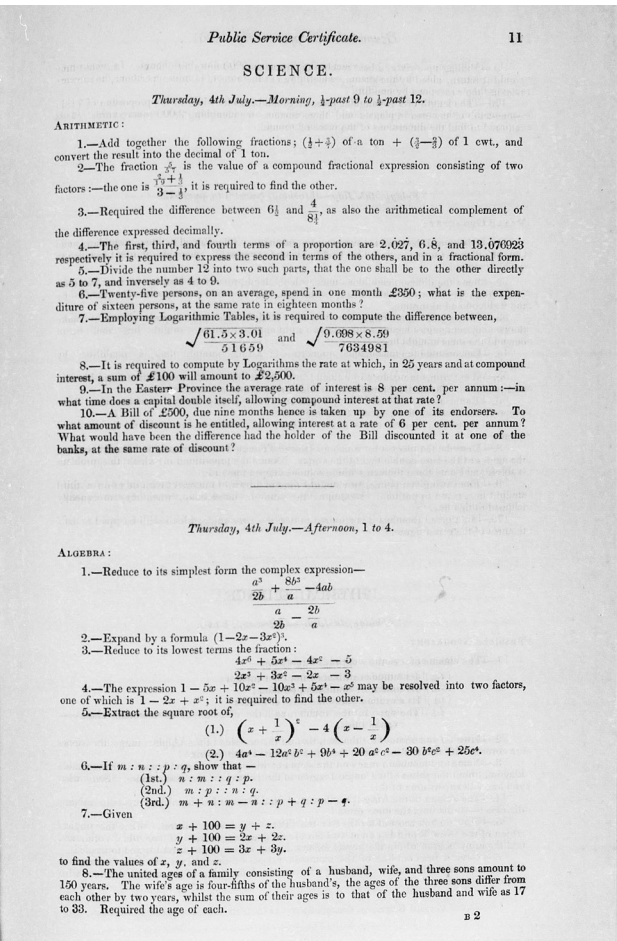 Public Service Certificate. 11
SCIENCE.
Thursday, 4th July.—Morning, ½-past 9 to ½-past 12.
ARITHMETIC :
1.—Add together the following fractions; of a ton + of 1 cwt., and
convert the result into the decimal of 1 ton.
2—The fraction is the value of a compound fractional expression consisting of two
factors :—the one is it is required to find the other.
3.—Required the difference between 6½ and as also the arithmetical complement of
the difference expressed decimally.
4.—The first, third, and fourth terms of a proportion are 2.027, 6.8, and 13.076923
respectively it is required to express the second in terms of the others, and in a fractional form.
5.—Divide the number 12 into two such parts, that the one shall be to the other directly
as 5 to 7, and inversely as 4 to 9.
6.—Twenty-five persons, on an average, spend in one month £350; what is the expen-
diture of sixteen persons, at the same rate in eighteen months ?
7.—Employing Logarithmic Tables, it is required to compute the difference between,
√ 61.5×3.01 and √ 9.698×8.59
51659 7634981
8.—It is required to compute by Logarithms the rate at which, in 25 years and at compound
interest, a sum of £100 will amount to £2,500.
9.—In the Easterr Province the average rate of interest is 8 per cent. per annum :—in
what time does a capital double itself, allowing compound interest at that rate ?
10.—A Bill of £500, due nine months hence is taken up by one of its endorsers. To
what amount of discount is he entitled, allowing interest at a rate of 6 per cent. per annum ?
What would have been the difference had the holder of the Bill discounted it at one of the
banks, at the same rate of discount ?
Thursday, 4th July.—Afternoon, 1 to 4.
ALGEBRA :
1.—Reduce to its simplest form the complex expression—
a³ 8b³
— + — —4ab
2b a
a 2b
— — —
2b a
2.—Expand by a formula (1—2x—3x²)³.
3.—Reduce to its lowest terms the fraction :
4x⁶ + 5x⁴ — 4x² — 5
2x³ + 3x² — 2x — 3
4.—The expression 1 — 5x + 10x² — 10x³ + 5x⁴ — x⁵ may be resolved into two factors,
one of which is 1 — 2x + x²; it is required to find the other.
5.—Extract the square root of,
(1.) (x + 1/x)² — 4 (x — 1/x)
(2.) 4a⁴ — 12a² b² + 9b⁴ + 20 a² c² — 30 b²c² + 25c⁴.
6.—If m : n : : p : q, show that —
(1st.) n : m : : q : p.
(2nd.) m : p : : n : q.
(3rd.) m + n : m — n : : p + q : p — q.
7.—Given
x + 100 = y + z.
y + 100 = 2x + 2z.
z + 100 = 3x + 3y.
to find the values of x, y, and z.
8.—The united ages of a family consisting of a husband, wife, and three sons amount to
150 years. The wife's age is four-fifths of the husband's, the ages of the three sons differ from
each other by two years, whilst the sum of their ages is to that of the husband and wife as 17
to 33. Required the age of each.
B 2